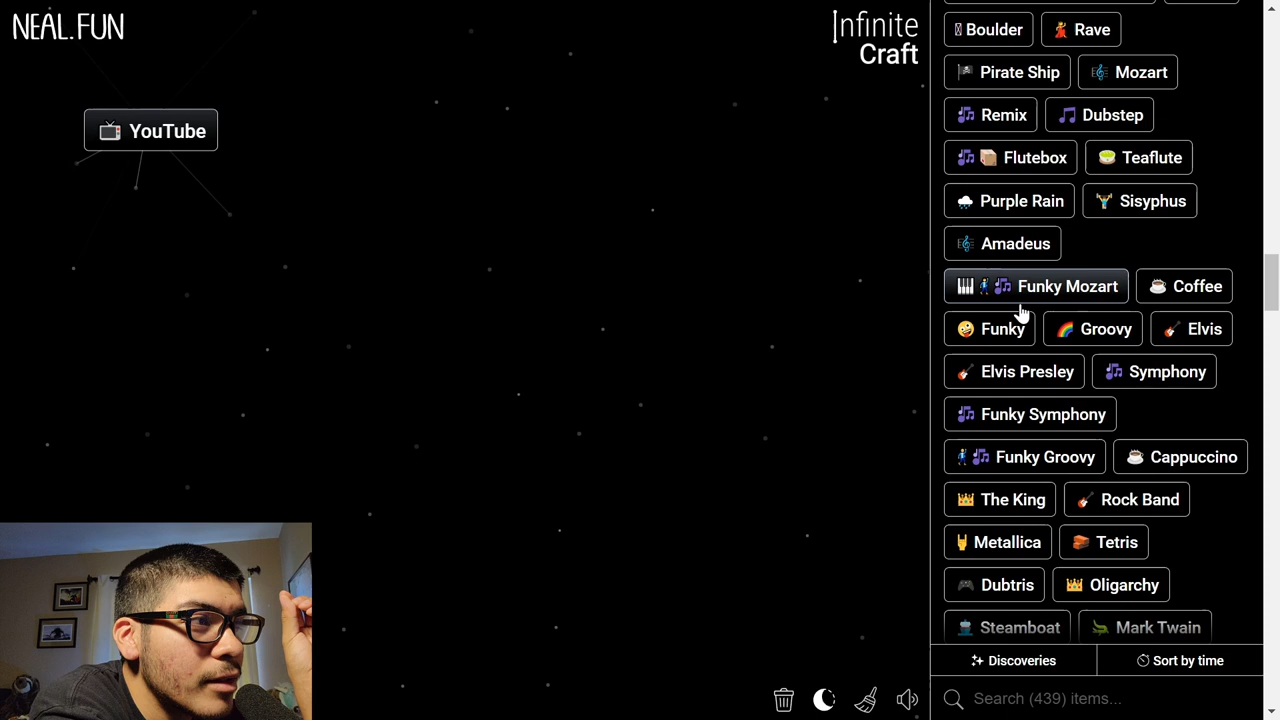 NEAL.FUN
Infinite
Craft
YouTube
Boulder Rave
Pirate Ship Mozart
Remix Dubstep
Flutebox Teaflute
Purple Rain Sisyphus
Amadeus
Funky Mozart Coffee
Funky Groovy Elvis
Elvis Presley Symphony
Funky Symphony
Funky Groovy Cappuccino
The King Rock Band
Metallica Tetris
Dubtris Oligarchy
Steamboat Mark Twain
Discoveries Sort by time
Search (439) items...